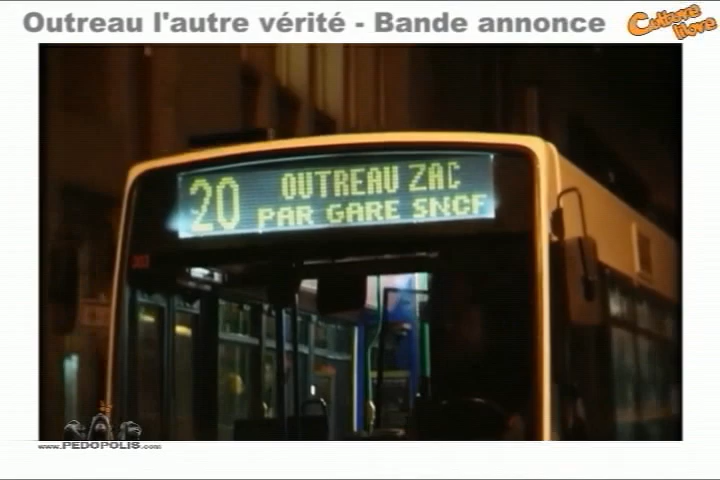 Outreau l'autre vérité - Bande annonce
Culture libre
20 OUTREAU ZAC
PAR GARE SNCF
www.PEDOPOLIS.com